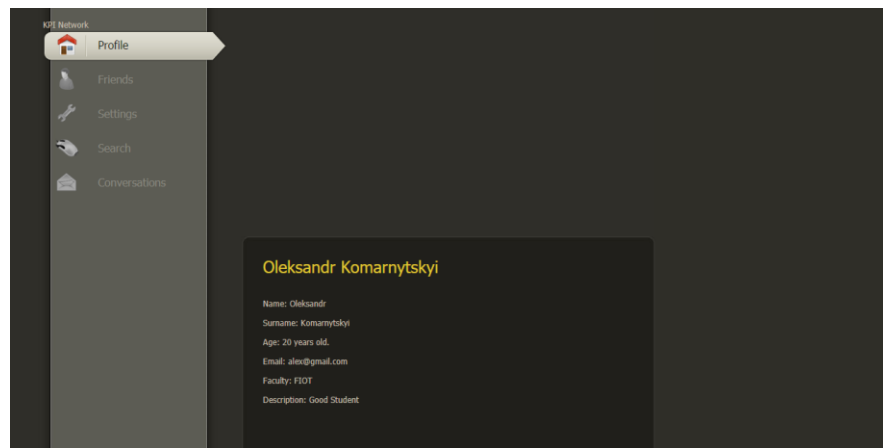 KPI Network
Profile
Friends
Settings
Search
Conversations
Oleksandr Komarnytskyi
Name: Oleksandr
Surname: Komarnytskyi
Age: 20 years old.
Email: alex@gmail.com
Faculty: FIOT
Description: Good Student